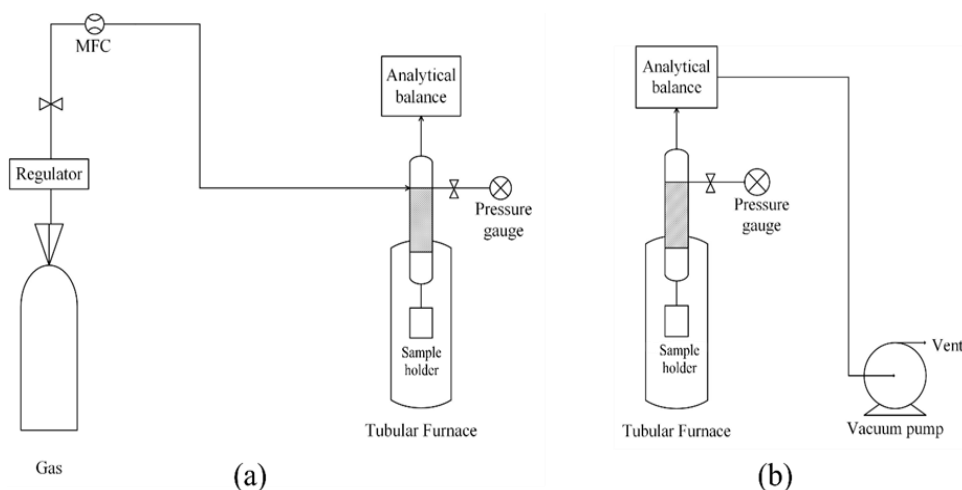 MFC
Regulator
Gas
Analytical
balance
Pressure
gauge
Sample
holder
Tubular Furnace
(a)
Analytical
balance
Pressure
gauge
Sample
holder
Tubular Furnace
Vent
Vacuum pump
(b)